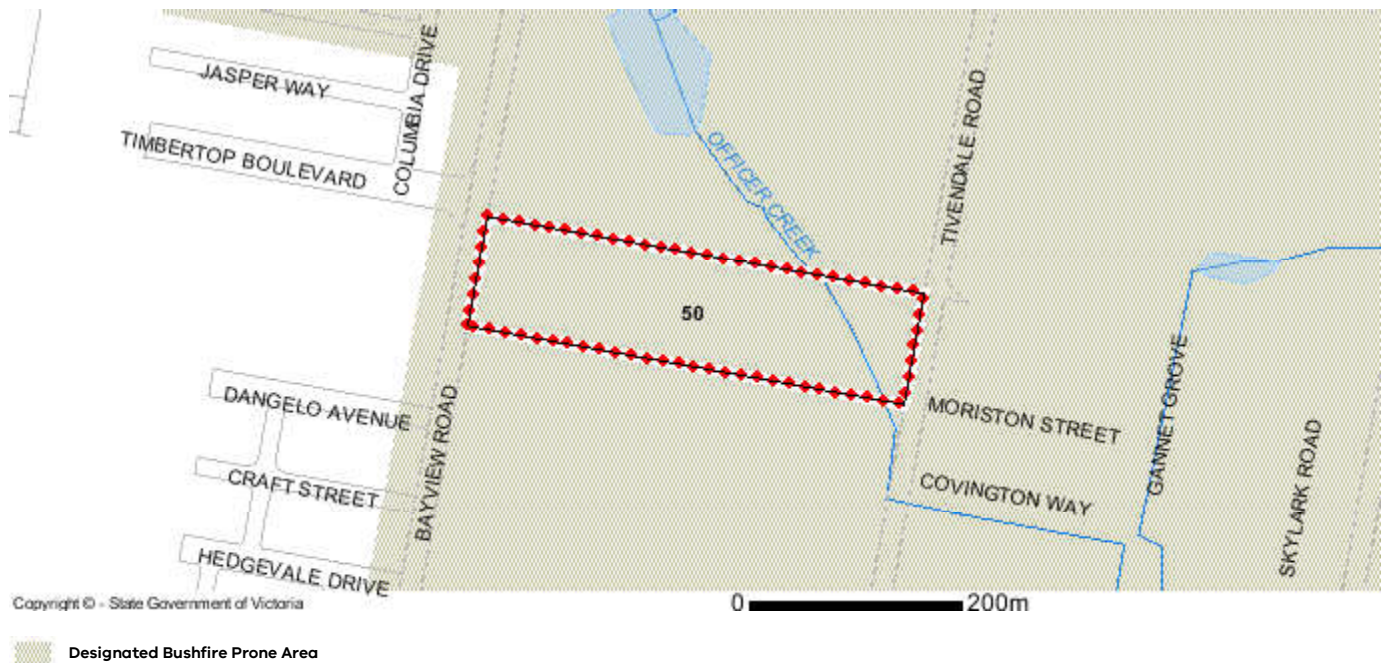 COLUMBIA DRIVE
JASPER WAY
TIMBERTOP BOULEVARD
OFFICER CREEK
TIVENDALE ROAD
50
DANGELO AVENUE
BAYVIEW ROAD
MORISTON STREET
GANNET GROVE
CRAFT STREET
COVINGTON WAY
SKYLARK ROAD
HEDGEVALE DRIVE
Copyright © - State Government of Victoria
0 200m
Designated Bushfire Prone Area